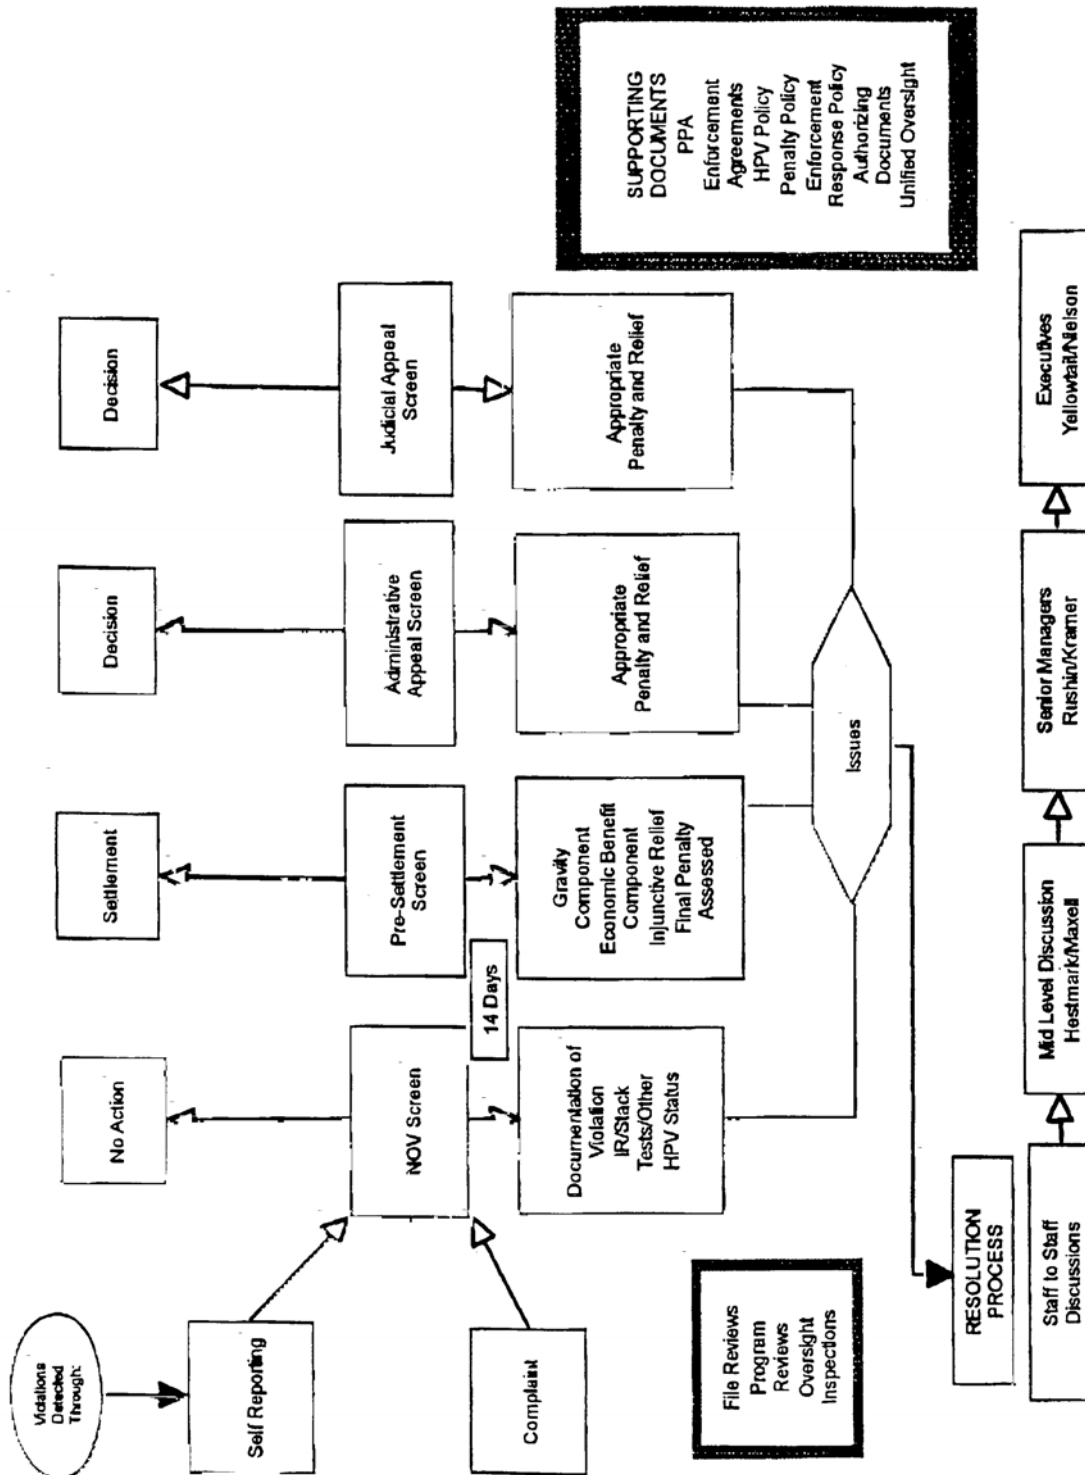 Violations
Detected
Through:
Self Reporting
Complaint
No Action
NOV Screen
14 Days
Documentation of
Violation
IR/Stack
Tests/Other
HPV Status
Settlement
Pre-Settlement
Screen
Gravity
Component
Economic Benefit
Component
Injunctive Relief
Final Penalty
Assessed
Decision
Administrative
Appeal Screen
Appropriate
Penalty and Relief
Decision
Judicial Appeal
Screen
Appropriate
Penalty and Relief
Issues
File Reviews
Program
Reviews
Oversight
Inspections
SUPPORTING
DOCUMENTS
PPA
Enforcement
Agreements
HPV Policy
Penalty Policy
Enforcement
Response Policy
Authorizing
Documents
Unified Oversight
RESOLUTION
PROCESS
Staff to Staff
Discussions
Mid Level Discussion
Hestmark/Maxell
Senior Managers
Rushin/Kramer
Executives
Yellowtail/Nielson